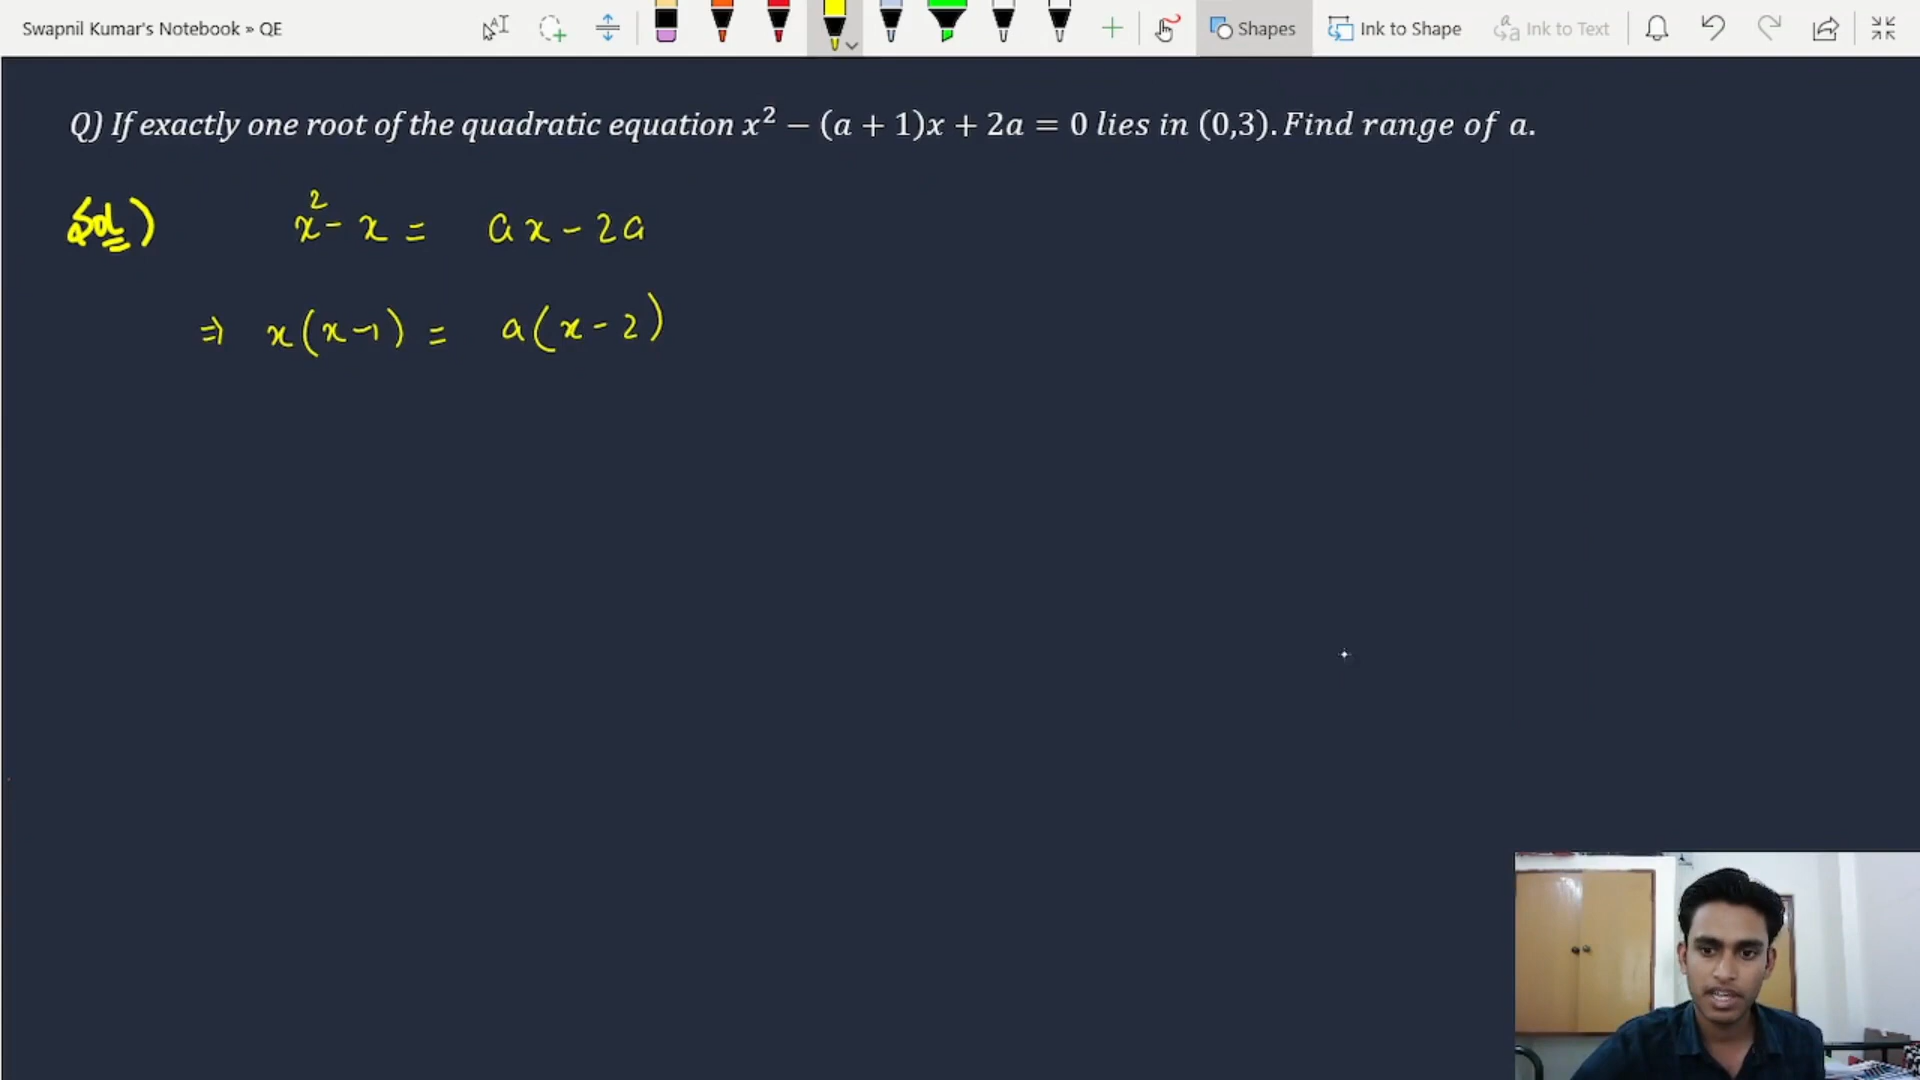 Swapnil Kumar's Notebook » QE
Shapes
Ink to Shape
Ink to Text
Q) If exactly one root of the quadratic equation x² − (a + 1)x + 2a = 0 lies in (0,3). Find range of a.
Sol) x² - x = ax - 2a
⇒ x(x-1) = a(x-2)